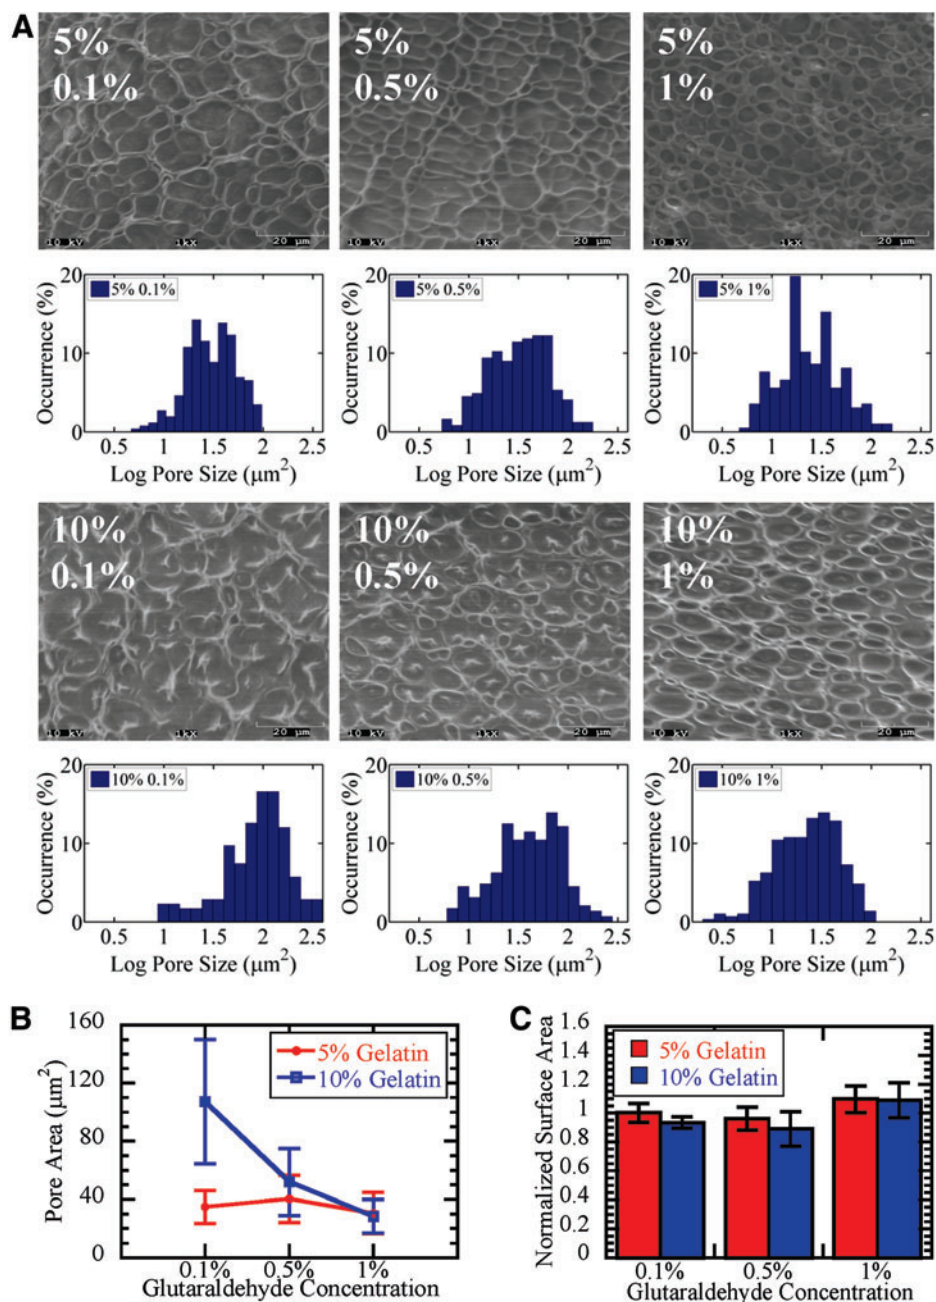 A
5%
0.1%
5%
0.5%
5%
1%
10 kV 1kx 20 μm
10 kV 1kx 20 μm
10 kV 1kx 20 μm
20
10
0
Occurrence (%)
5% 0.1%
0.5 1 1.5 2 2.5
Log Pore Size (μm²)
20
10
0
Occurrence (%)
5% 0.5%
0.5 1 1.5 2 2.5
Log Pore Size (μm²)
20
10
0
Occurrence (%)
5% 1%
0.5 1 1.5 2 2.5
Log Pore Size (μm²)
10%
0.1%
10%
0.5%
10%
1%
10 kV 1kx 20 μm
10 kV 1kx 20 μm
10 kV 1kx 20 μm
20
10
0
Occurrence (%)
10% 0.1%
0.5 1 1.5 2 2.5
Log Pore Size (μm²)
20
10
0
Occurrence (%)
10% 0.5%
0.5 1 1.5 2 2.5
Log Pore Size (μm²)
20
10
0
Occurrence (%)
10% 1%
0.5 1 1.5 2 2.5
Log Pore Size (μm²)
B
160
120
80
40
0
Pore Area (μm²)
5% Gelatin
10% Gelatin
0.1% 0.5% 1%
Glutaraldehyde Concentration
C
1.6
1.4
1.2
1
0.8
0.6
0.4
0.2
0
Normalized Surface Area
5% Gelatin
10% Gelatin
0.1% 0.5% 1%
Glutaraldehyde Concentration